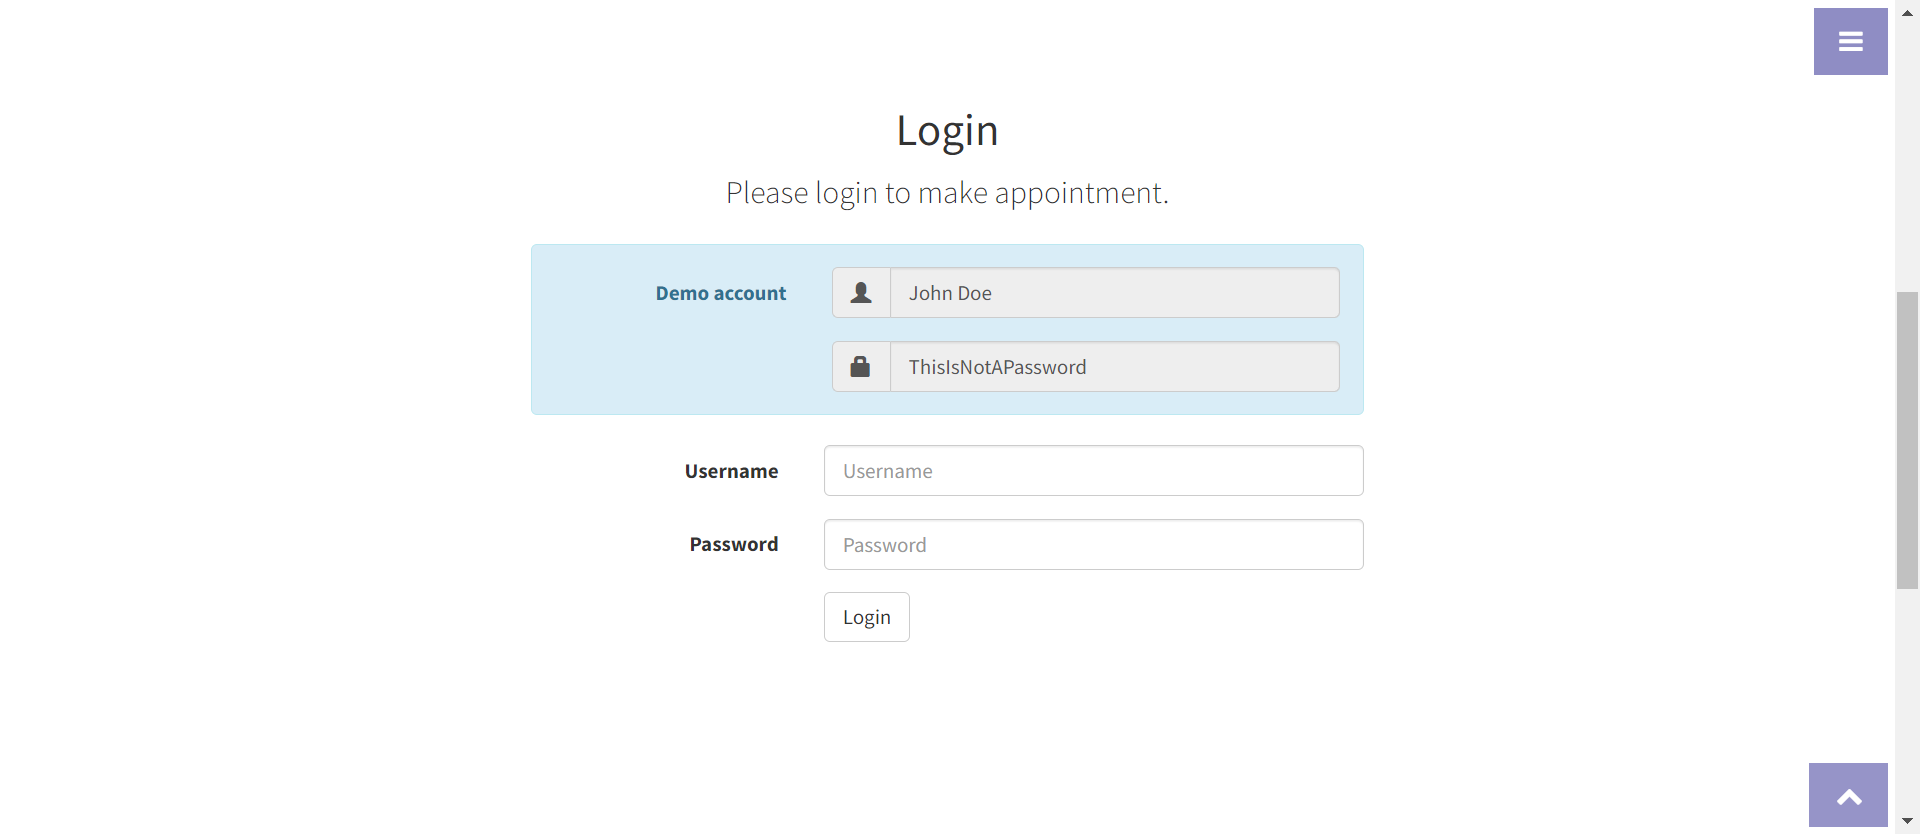 Login
Please login to make appointment.
Demo account
John Doe
ThisIsNotAPassword
Username
Username
Password
Password
Login